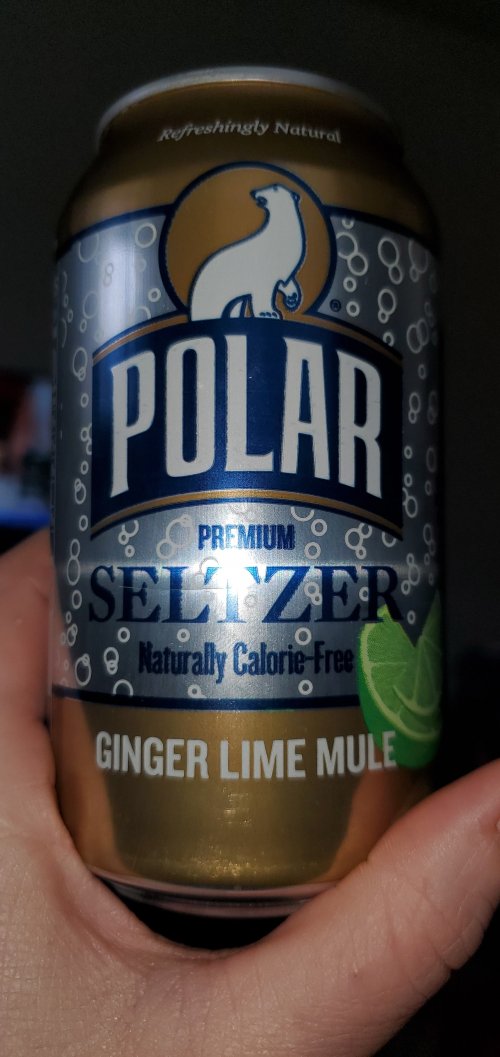 Refreshingly Natural
®
POLAR
PREMIUM
SELTZER
Naturally Calorie-Free
GINGER LIME MULE